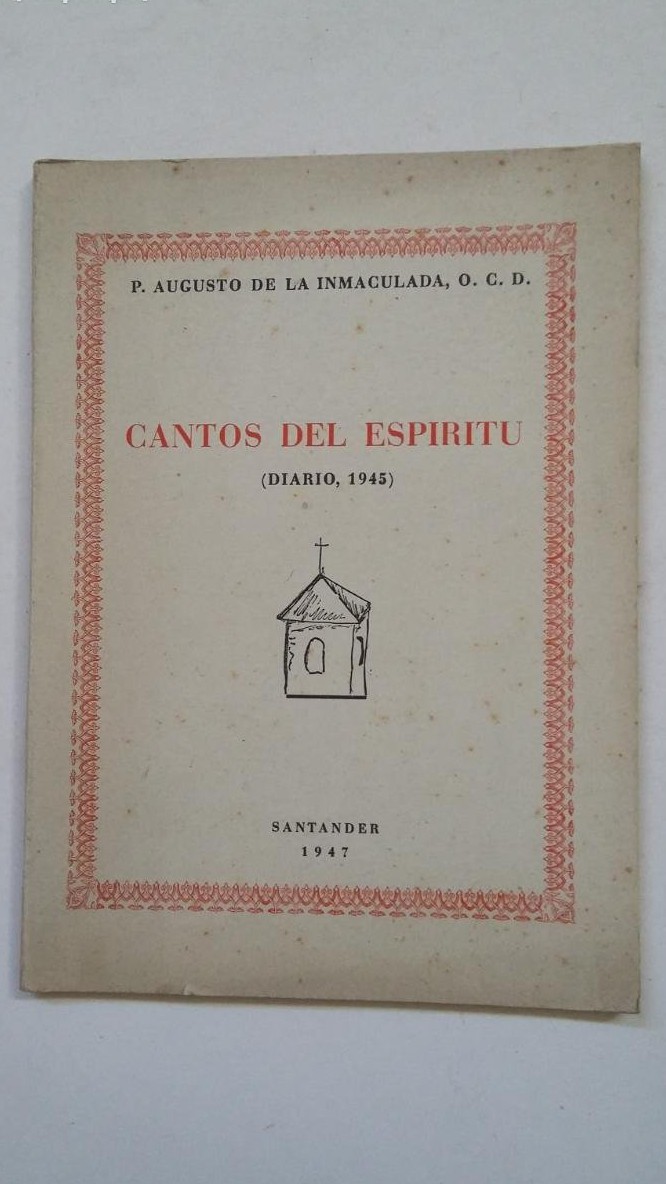 P. AUGUSTO DE LA INMACULADA, O. C. D.
CANTOS DEL ESPIRITU
(DIARIO, 1945)
SANTANDER
1947